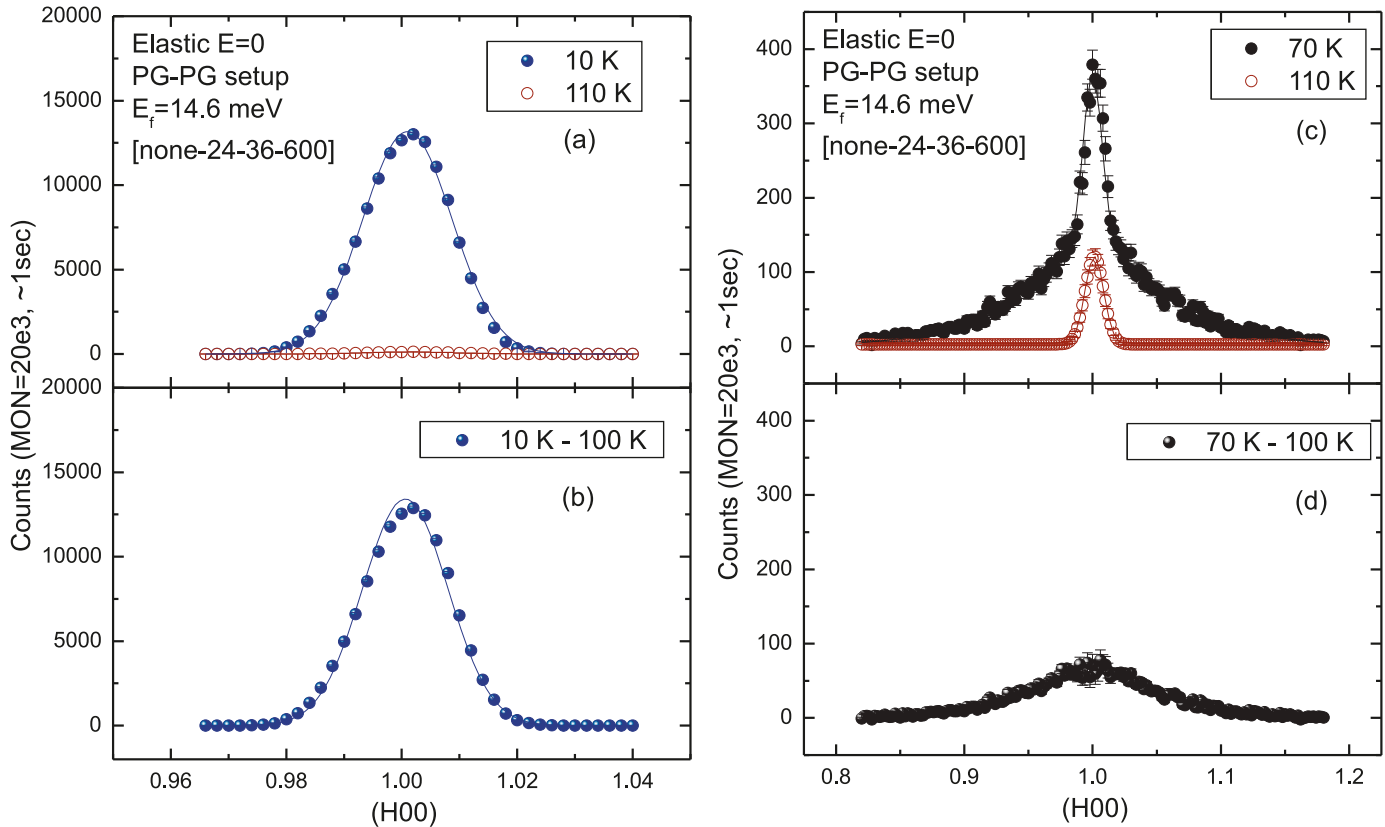 Counts (MON=20e3, ~1sec)
20000
15000
10000
5000
0
Elastic E=0
PG-PG setup
E_f=14.6 meV
[none-24-36-600]
10 K
110 K
(a)
20000
15000
10000
5000
0
10 K - 100 K
(b)
0.96
0.98
1.00
1.02
1.04
(H00)
Counts (MON=20e3, ~1sec)
400
300
200
100
0
Elastic E=0
PG-PG setup
E_f=14.6 meV
[none-24-36-600]
70 K
110 K
(c)
400
300
200
100
0
70 K - 100 K
(d)
0.8
0.9
1.0
1.1
1.2
(H00)